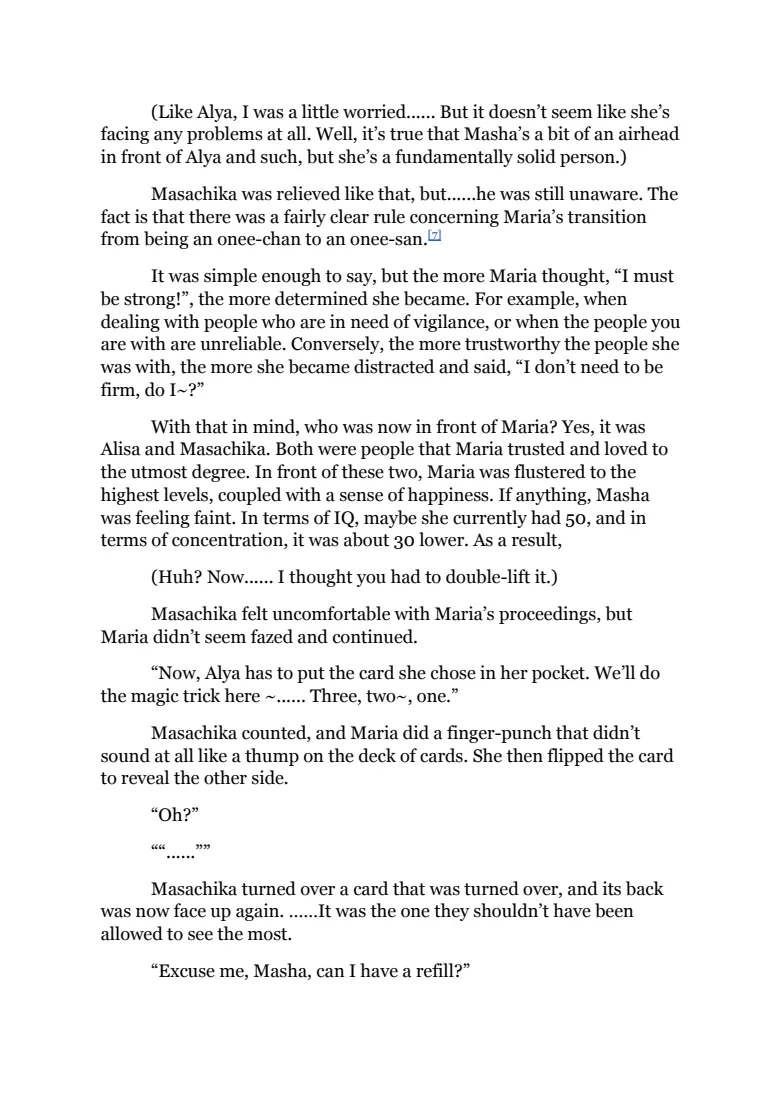 (Like Alya, I was a little worried...... But it doesn’t seem like she’s
facing any problems at all. Well, it’s true that Masha’s a bit of an airhead
in front of Alya and such, but she’s a fundamentally solid person.)
Masachika was relieved like that, but......he was still unaware. The
fact is that there was a fairly clear rule concerning Maria’s transition
from being an onee-chan to an onee-san.[7]
It was simple enough to say, but the more Maria thought, “I must
be strong!”, the more determined she became. For example, when
dealing with people who are in need of vigilance, or when the people you
are with are unreliable. Conversely, the more trustworthy the people she
was with, the more she became distracted and said, “I don’t need to be
firm, do I~?”
With that in mind, who was now in front of Maria? Yes, it was
Alisa and Masachika. Both were people that Maria trusted and loved to
the utmost degree. In front of these two, Maria was flustered to the
highest levels, coupled with a sense of happiness. If anything, Masha
was feeling faint. In terms of IQ, maybe she currently had 50, and in
terms of concentration, it was about 30 lower. As a result,
(Huh? Now...... I thought you had to double-lift it.)
Masachika felt uncomfortable with Maria’s proceedings, but
Maria didn’t seem fazed and continued.
“Now, Alya has to put the card she chose in her pocket. We’ll do
the magic trick here ~...... Three, two~, one.”
Masachika counted, and Maria did a finger-punch that didn’t
sound at all like a thump on the deck of cards. She then flipped the card
to reveal the other side.
“Oh?”
““......””
Masachika turned over a card that was turned over, and its back
was now face up again. ......It was the one they shouldn’t have been
allowed to see the most.
“Excuse me, Masha, can I have a refill?”